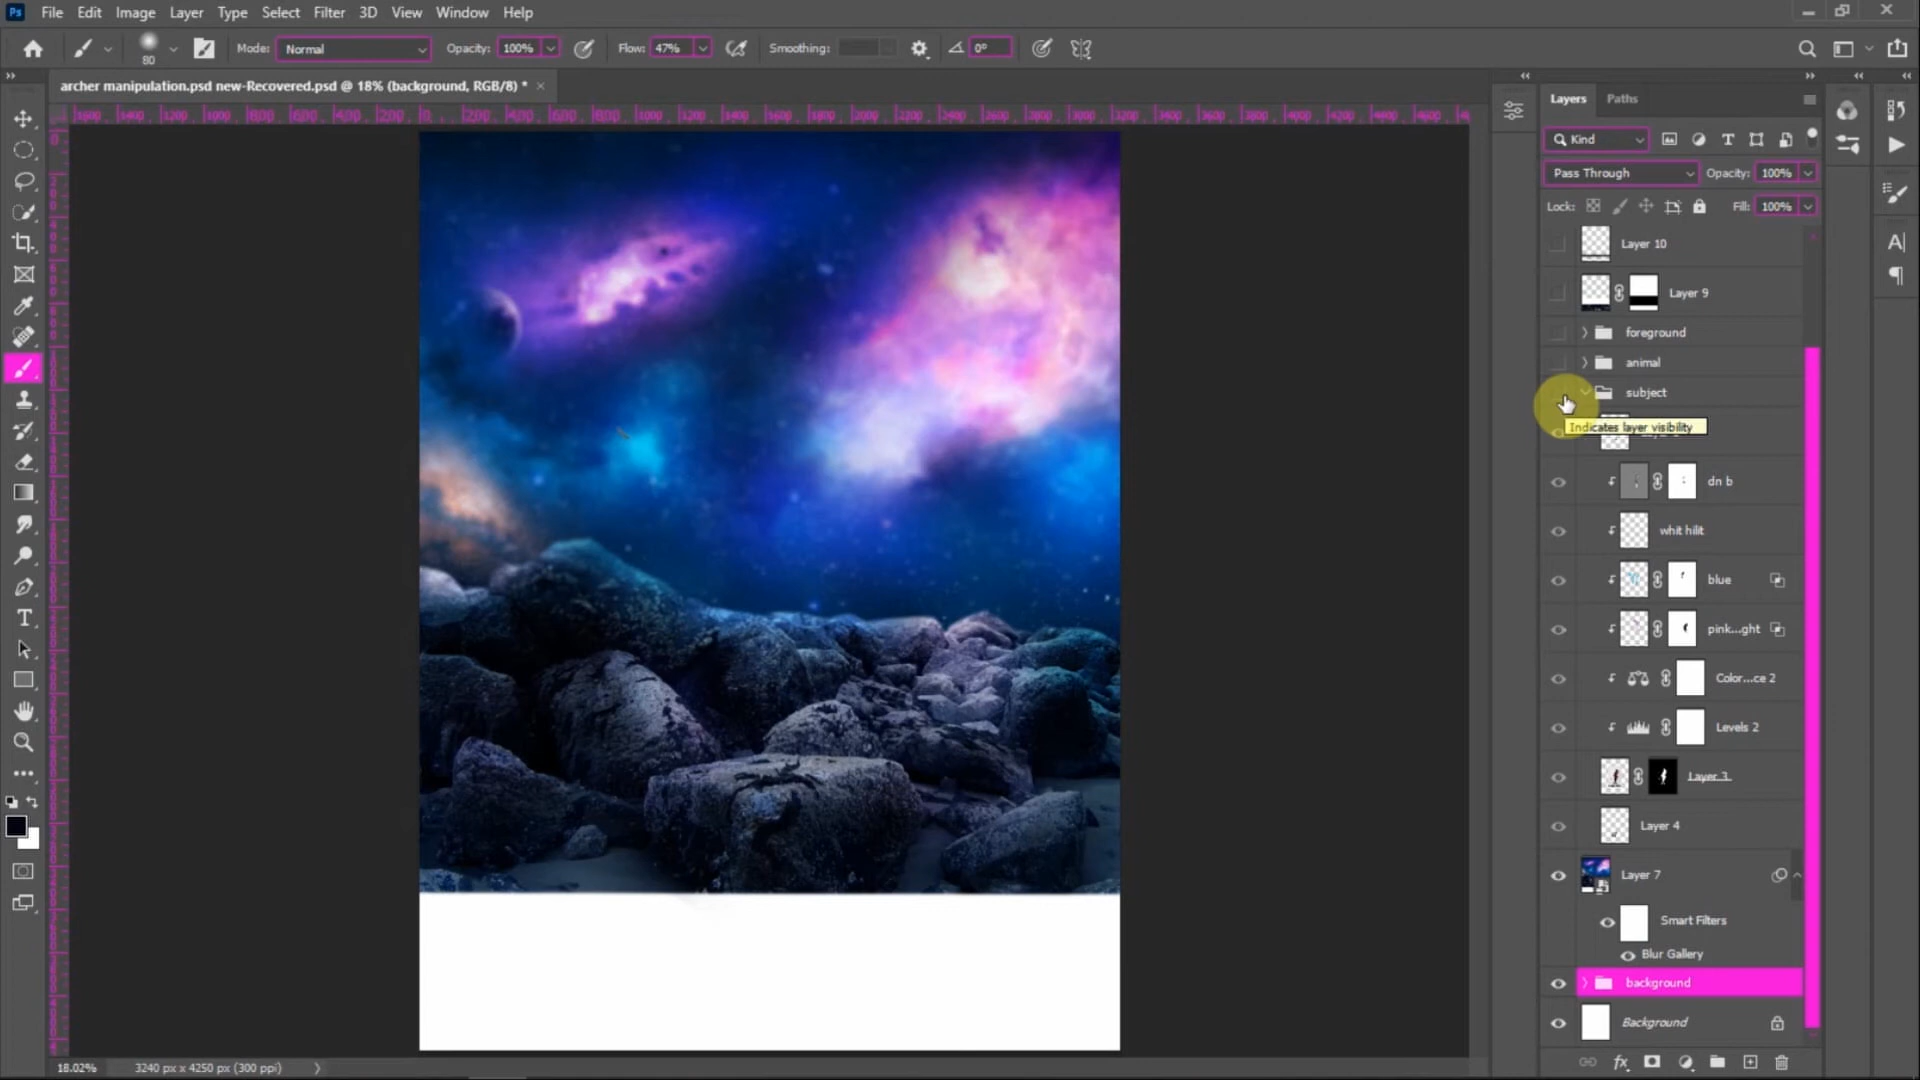 Ps File Edit Image Layer Type Select Filter 3D View Window Help
80 Mode: Normal Opacity: 100% Flow: 47% Smoothing: 0°
archer manipulation.psd new-Recovered.psd @ 18% (background, RGB/8) * ×
Layers Paths
Kind
Pass Through Opacity: 100%
Lock: Fill: 100%
Layer 10
Layer 9
foreground
animal
subject
Indicates layer visibility
dn b
whit hilit
blue
pink...ght
Color...ce 2
Levels 2
Layer 3
Layer 4
Layer 7
Smart Filters
Blur Gallery
background
Background
18.02% 3240 px x 4250 px (300 ppi)